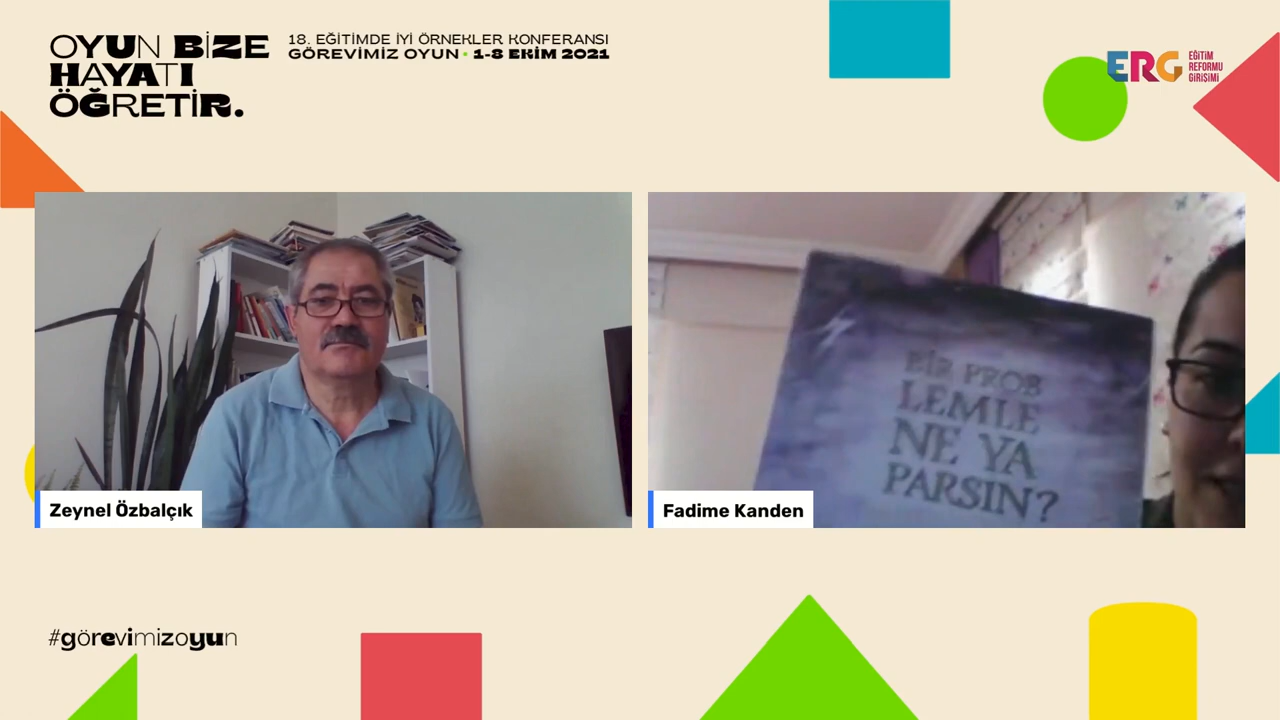 OYUN BİZE
HAYATI
ÖĞRETİR.
18. EĞİTİMDE İYİ ÖRNEKLER KONFERANSI
GÖREVİMİZ OYUN • 1-8 EKİM 2021
ERG EĞİTİM
REFORMU
GİRİŞİMİ
BİR PROB
LEMLE
NE YA
PARSIN?
Zeynel Özbalçık
Fadime Kanden
#görevimizoyun